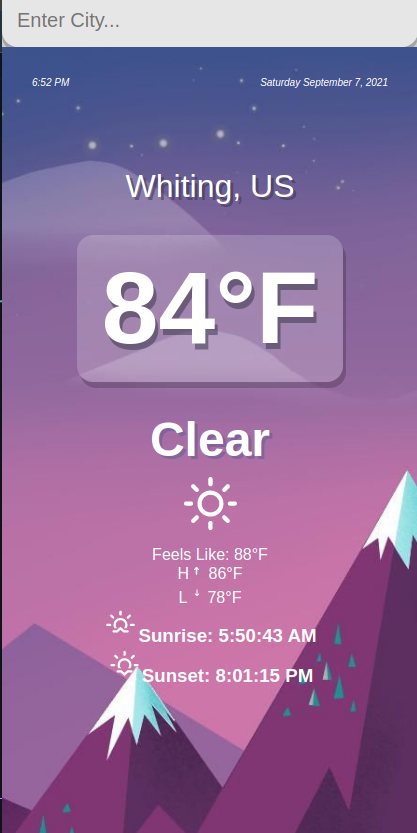 Enter City...
6:52 PM
Saturday September 7, 2021
Whiting, US
84°F
Clear
Feels Like: 88°F
H ↑ 86°F
L ↓ 78°F
Sunrise: 5:50:43 AM
Sunset: 8:01:15 PM